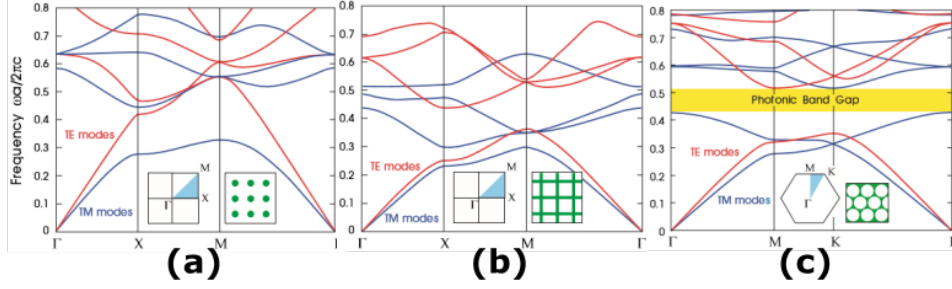 0.8
0.7
0.6
0.5
0.4
0.3
0.2
0.1
0
Frequency ωa/2πc
TE modes
TM modes
M
Γ
X
Γ
X
M
Γ
(a)
0.8
0.7
0.6
0.5
0.4
0.3
0.2
0.1
0
TE modes
TM modes
M
Γ
X
Γ
X
M
Γ
(b)
0.8
0.7
0.6
0.5
0.4
0.3
0.2
0.1
0
Photonic Band Gap
TE modes
TM modes
M
K
Γ
Γ
M
K
(c)